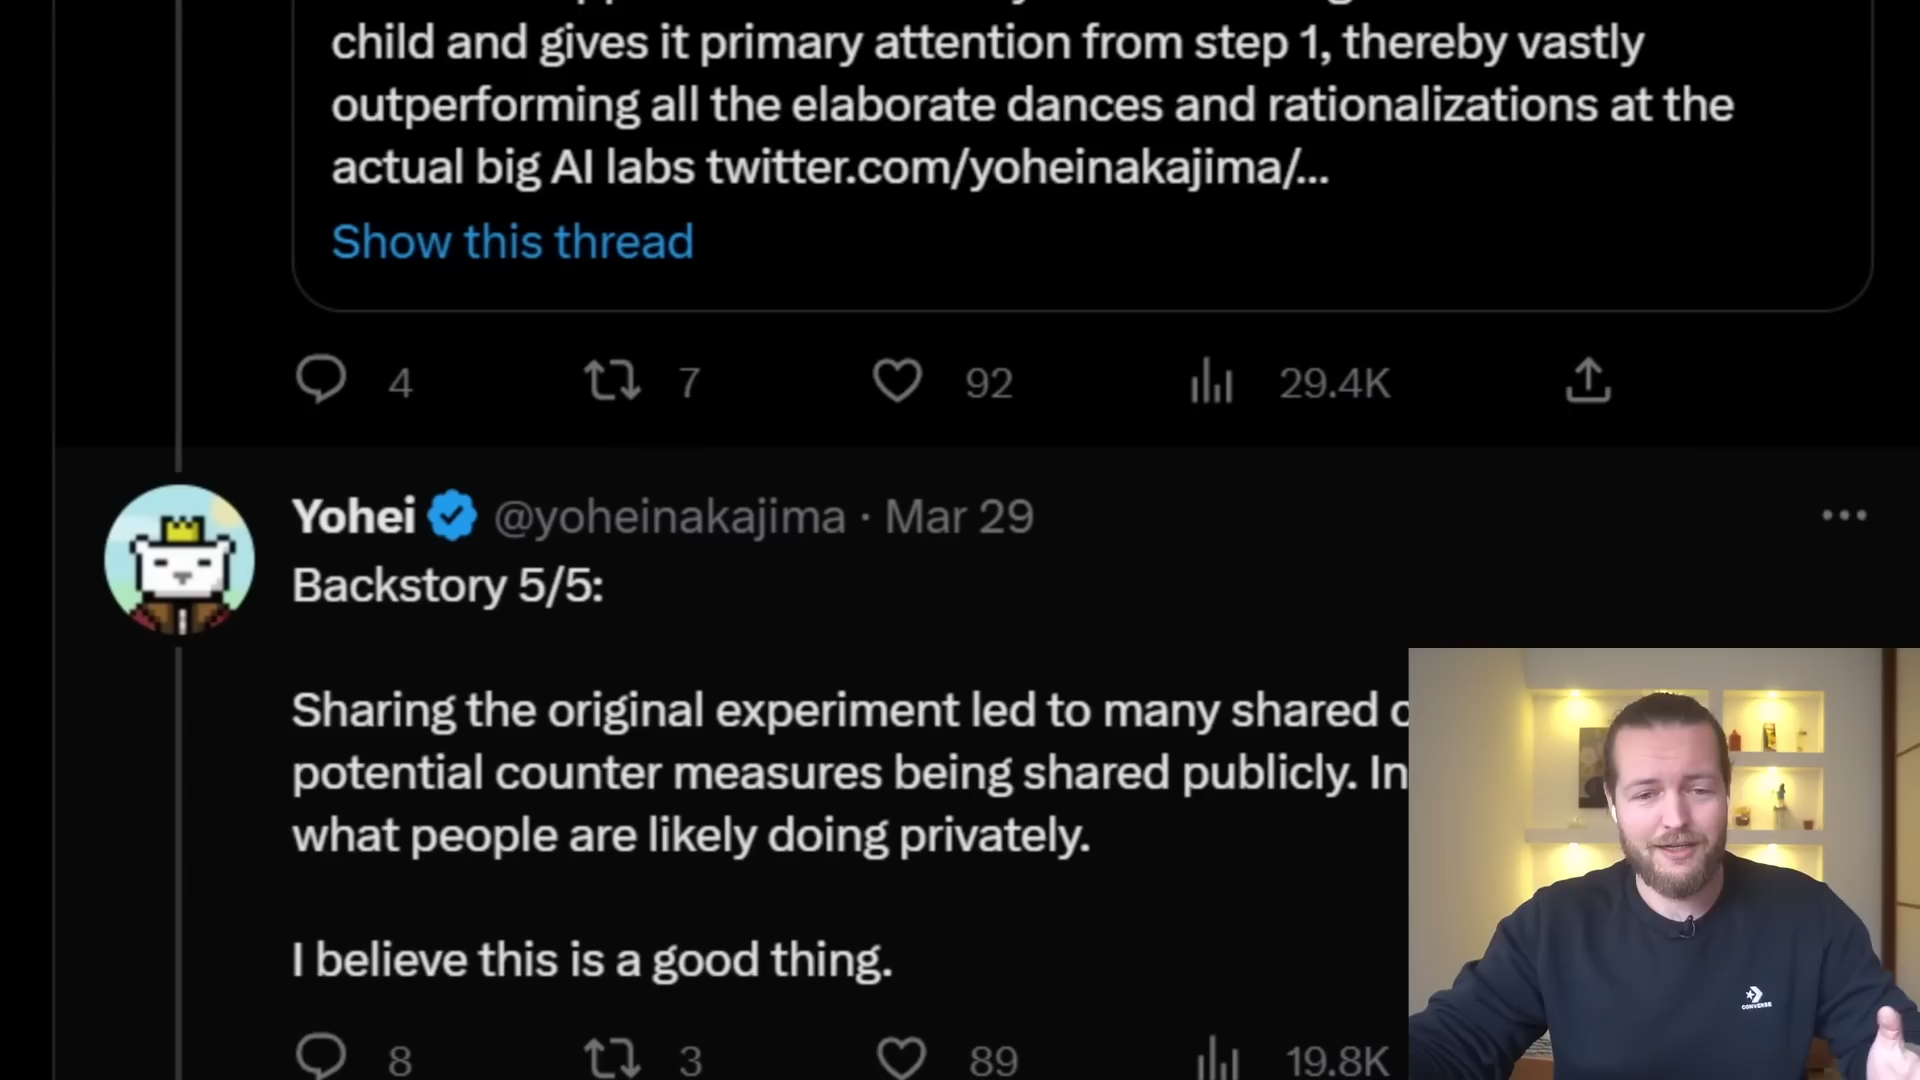 child and gives it primary attention from step 1, thereby vastly
outperforming all the elaborate dances and rationalizations at the
actual big AI labs twitter.com/yoheinakajima/...
Show this thread
4 7 92 29.4K
Yohei @yoheinakajima · Mar 29
Backstory 5/5:
Sharing the original experiment led to many shared
potential counter measures being shared publicly. In
what people are likely doing privately.
I believe this is a good thing.
8 3 89 19.8K
CONVERSE